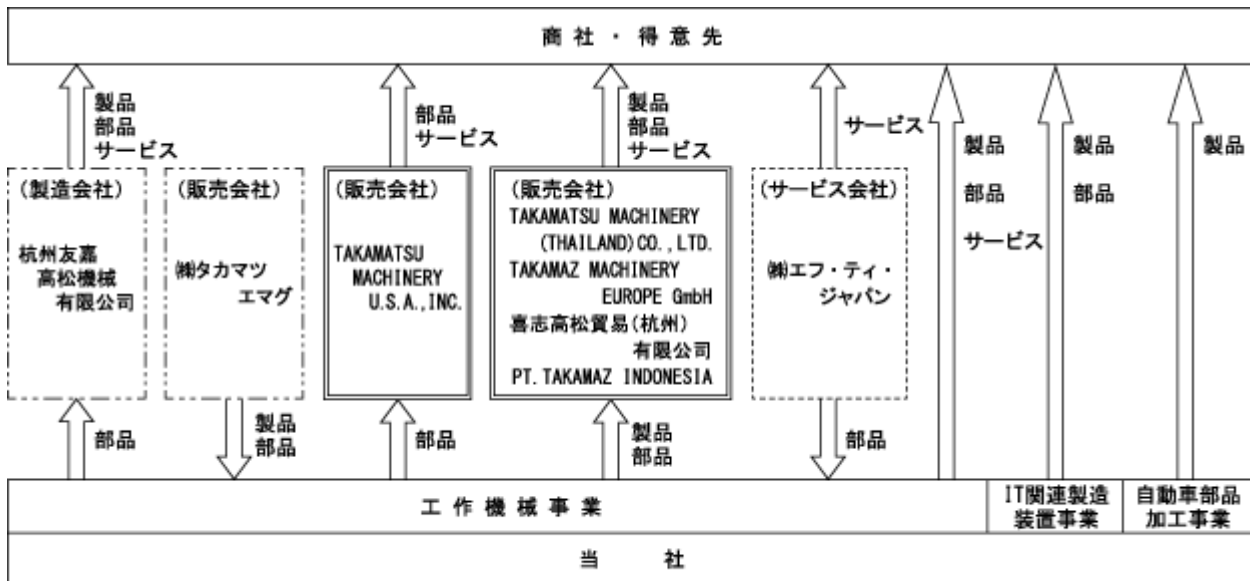 商社・得意先
製品
部品
サービス
部品
サービス
製品
部品
サービス
サービス
製品
部品
サービス
製品
部品
製品
(製造会社)
杭州友嘉
高松機械
有限公司
(販売会社)
㈱タカマツ
エマグ
(販売会社)
TAKAMATSU
MACHINERY
U.S.A.,INC.
(販売会社)
TAKAMATSU MACHINERY
(THAILAND)CO.,LTD.
TAKAMAZ MACHINERY
EUROPE GmbH
喜志高松貿易(杭州)
有限公司
PT.TAKAMAZ INDONESIA
(サービス会社)
㈱エフ・ティ・
ジャパン
部品
製品
部品
部品
製品
部品
部品
工作機械事業
IT関連製造
装置事業
自動車部品
加工事業
当社